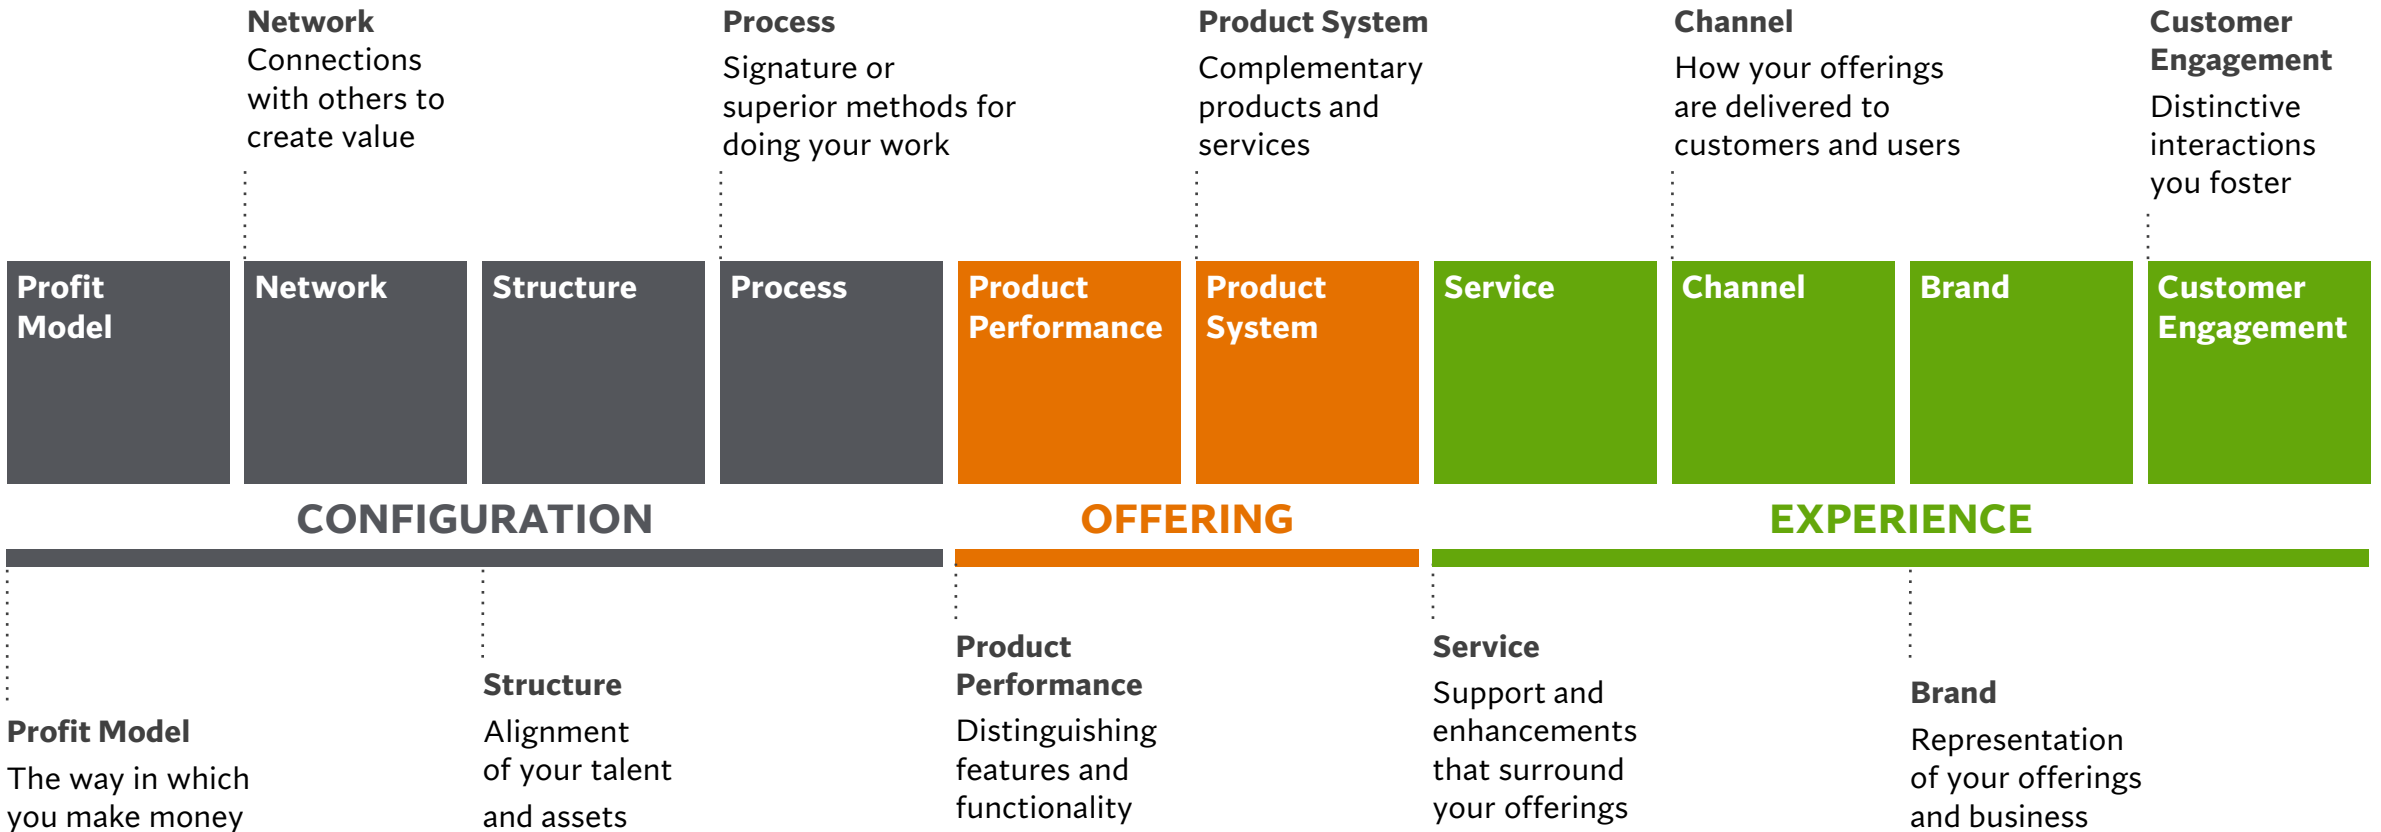 Network
Connections
with others to
create value
Process
Signature or
superior methods for
doing your work
Product System
Complementary
products and
services
Channel
How your offerings
are delivered to
customers and users
Customer
Engagement
Distinctive
interactions
you foster
Profit
Model
Network
Structure
Process
Product
Performance
Product
System
Service
Channel
Brand
Customer
Engagement
CONFIGURATION
OFFERING
EXPERIENCE
Profit Model
The way in which
you make money
Structure
Alignment
of your talent
and assets
Product
Performance
Distinguishing
features and
functionality
Service
Support and
enhancements
that surround
your offerings
Brand
Representation
of your offerings
and business